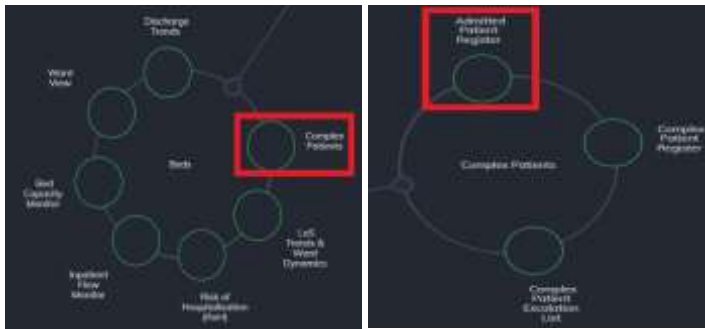 Discharge
Trends
Ward
View
Complex
Patients
Beds
Bed
Capacity
Monitor
LoS
Trends & 
Ward
Dynamics
Inpatient
Flow
Monitor
Risk of
Hospitalisation
Admitted
Patient
Register
Complex
Patient
Register
Complex Patients
Complex
Patient
Escalation
List